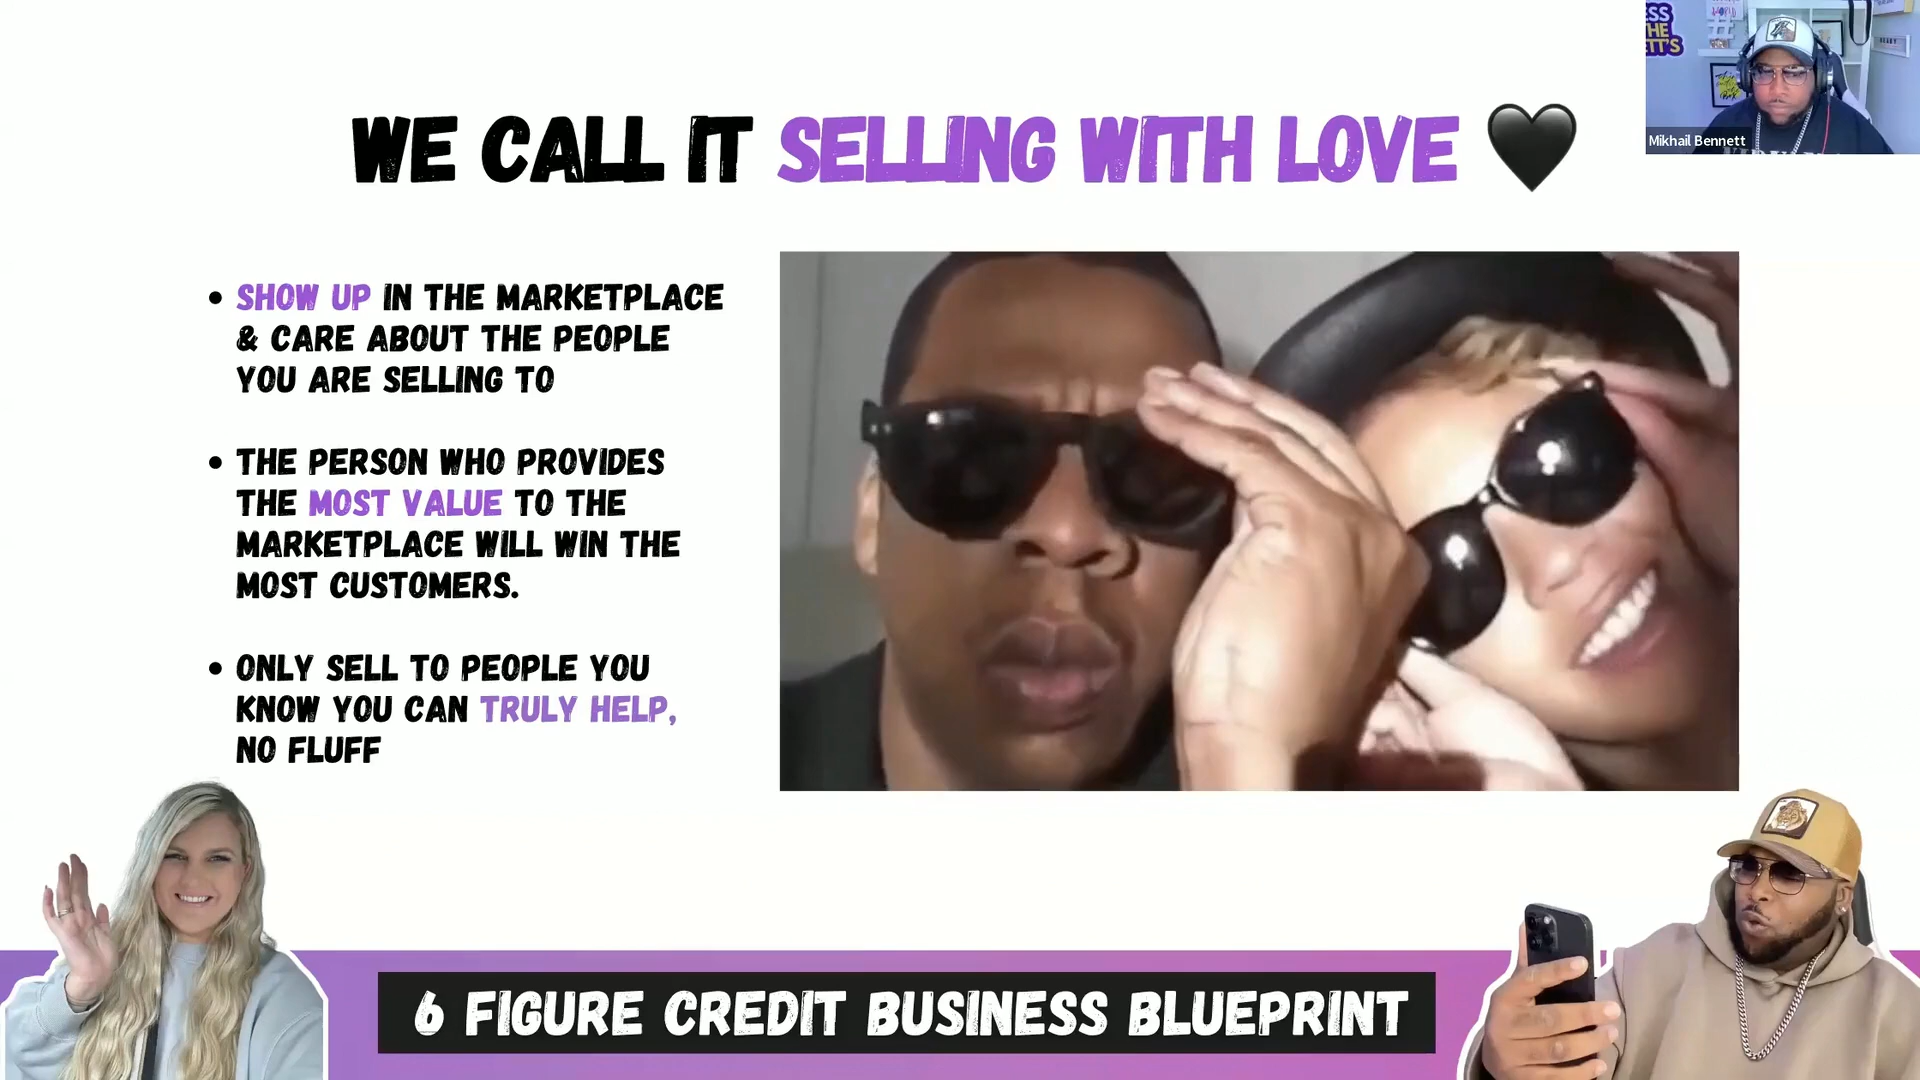 WE CALL IT SELLING WITH LOVE 🖤
• SHOW UP IN THE MARKETPLACE
& CARE ABOUT THE PEOPLE
YOU ARE SELLING TO
• THE PERSON WHO PROVIDES
THE MOST VALUE TO THE
MARKETPLACE WILL WIN THE
MOST CUSTOMERS.
• ONLY SELL TO PEOPLE YOU
KNOW YOU CAN TRULY HELP,
NO FLUFF
6 FIGURE CREDIT BUSINESS BLUEPRINT
Mikhail Bennett